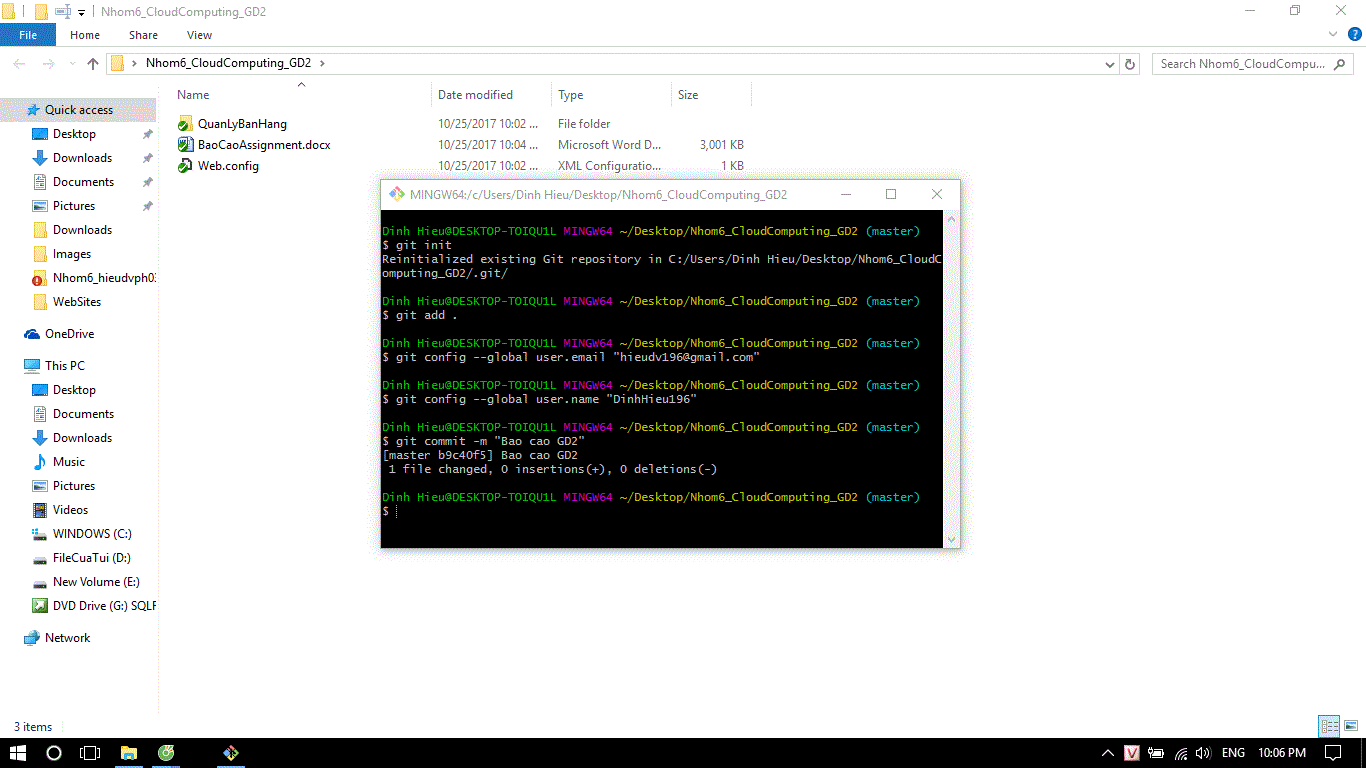 Nhom6_CloudComputing_GD2
File Home Share View
Nhom6_CloudComputing_GD2
Search Nhom6_CloudCompu...
Name Date modified Type Size
QuanLyBanHang 10/25/2017 10:02 ... File folder
BaoCaoAssignment.docx 10/25/2017 10:04 ... Microsoft Word D... 3,001 KB
Web.config 10/25/2017 10:02 ... XML Configuratio... 1 KB
Quick access
Desktop
Downloads
Documents
Pictures
Downloads
Images
Nhom6_hieudvph03
WebSites
OneDrive
This PC
Desktop
Documents
Downloads
Music
Pictures
Videos
WINDOWS (C:)
FileCuaTui (D:)
New Volume (E:)
DVD Drive (G:) SQLF
Network
MINGW64:/c/Users/Dinh Hieu/Desktop/Nhom6_CloudComputing_GD2
Dinh Hieu@DESKTOP-TOIQU1L MINGW64 ~/Desktop/Nhom6_CloudComputing_GD2 (master)
$ git init
Reinitialized existing Git repository in C:/Users/Dinh Hieu/Desktop/Nhom6_CloudC
omputing_GD2/.git/
Dinh Hieu@DESKTOP-TOIQU1L MINGW64 ~/Desktop/Nhom6_CloudComputing_GD2 (master)
$ git add .
Dinh Hieu@DESKTOP-TOIQU1L MINGW64 ~/Desktop/Nhom6_CloudComputing_GD2 (master)
$ git config --global user.email "hieudv196@gmail.com"
Dinh Hieu@DESKTOP-TOIQU1L MINGW64 ~/Desktop/Nhom6_CloudComputing_GD2 (master)
$ git config --global user.name "DinhHieu196"
Dinh Hieu@DESKTOP-TOIQU1L MINGW64 ~/Desktop/Nhom6_CloudComputing_GD2 (master)
$ git commit -m "Bao cao GD2"
[master b9c40f5] Bao cao GD2
1 file changed, 0 insertions(+), 0 deletions(-)
Dinh Hieu@DESKTOP-TOIQU1L MINGW64 ~/Desktop/Nhom6_CloudComputing_GD2 (master)
$
3 items
V ENG 10:06 PM